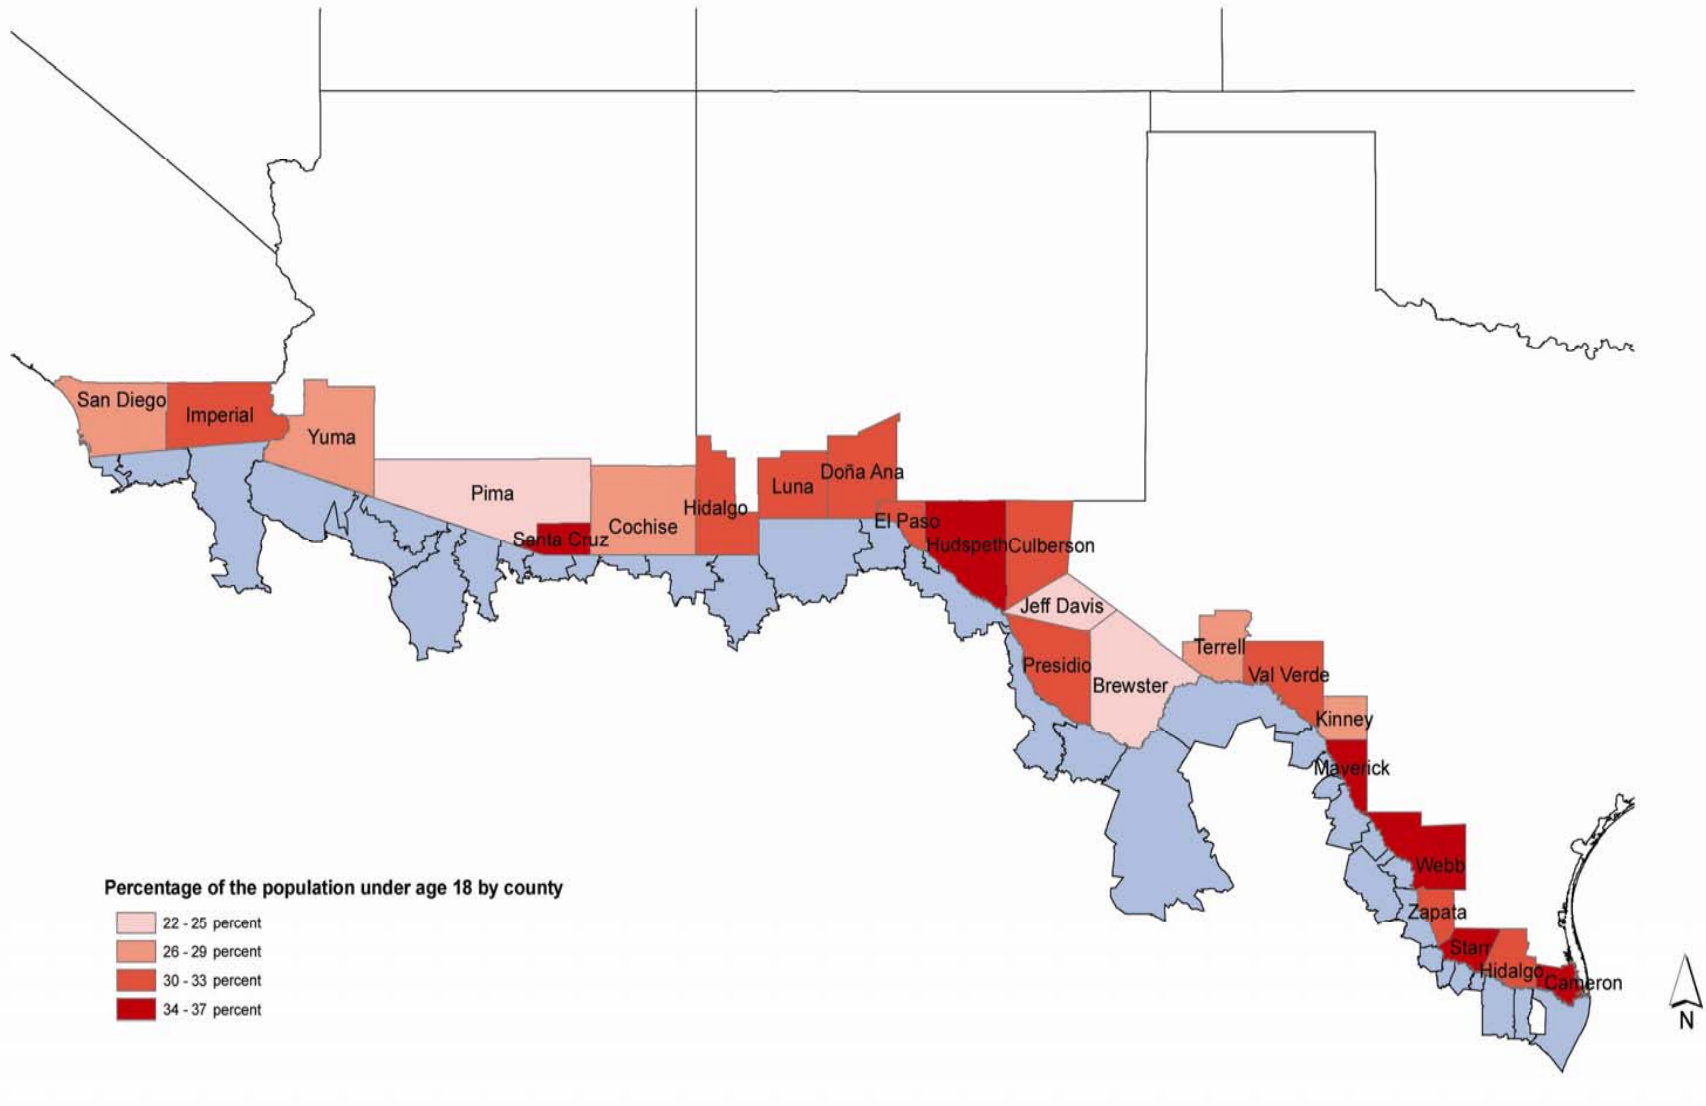 San Diego
Imperial
Yuma
Pima
Santa Cruz
Cochise
Hidalgo
Luna
Doña Ana
El Paso
Hudspeth
Culberson
Jeff Davis
Presidio
Brewster
Terrell
Val Verde
Kinney
Maverick
Webb
Zapata
Starr
Hidalgo
Cameron
Percentage of the population under age 18 by county
22 - 25 percent
26 - 29 percent
30 - 33 percent
34 - 37 percent
N